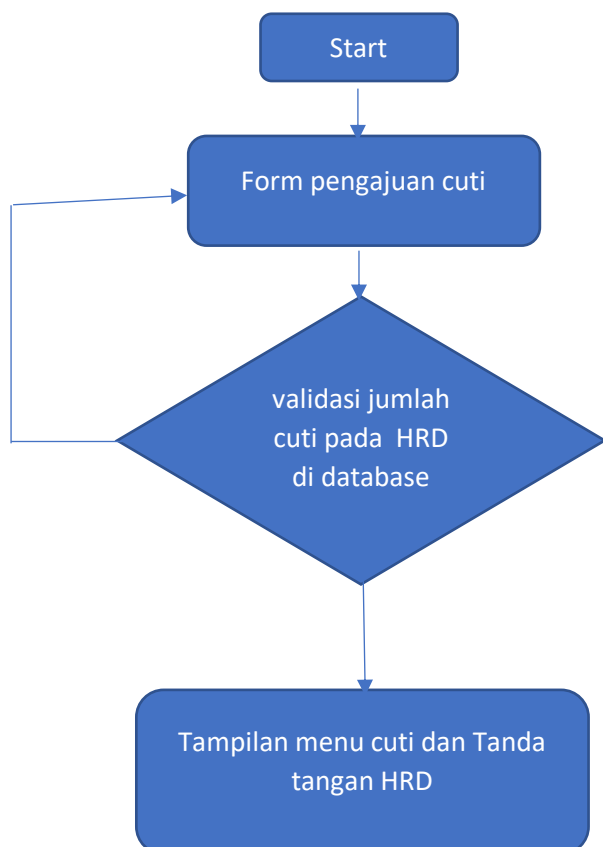 Start
Form pengajuan cuti
validasi jumlah
cuti pada HRD
di database
Tampilan menu cuti dan Tanda
tangan HRD